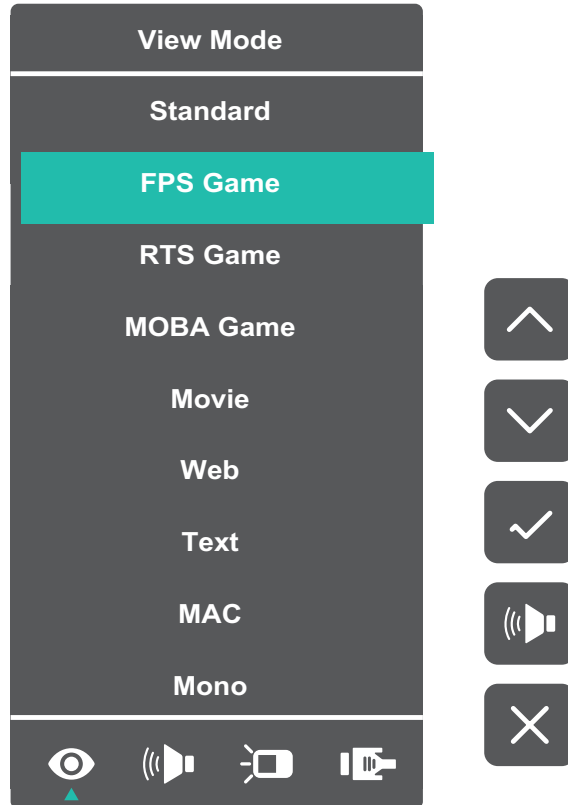 View Mode
Standard
FPS Game
RTS Game
MOBA Game
Movie
Web
Text
MAC
Mono